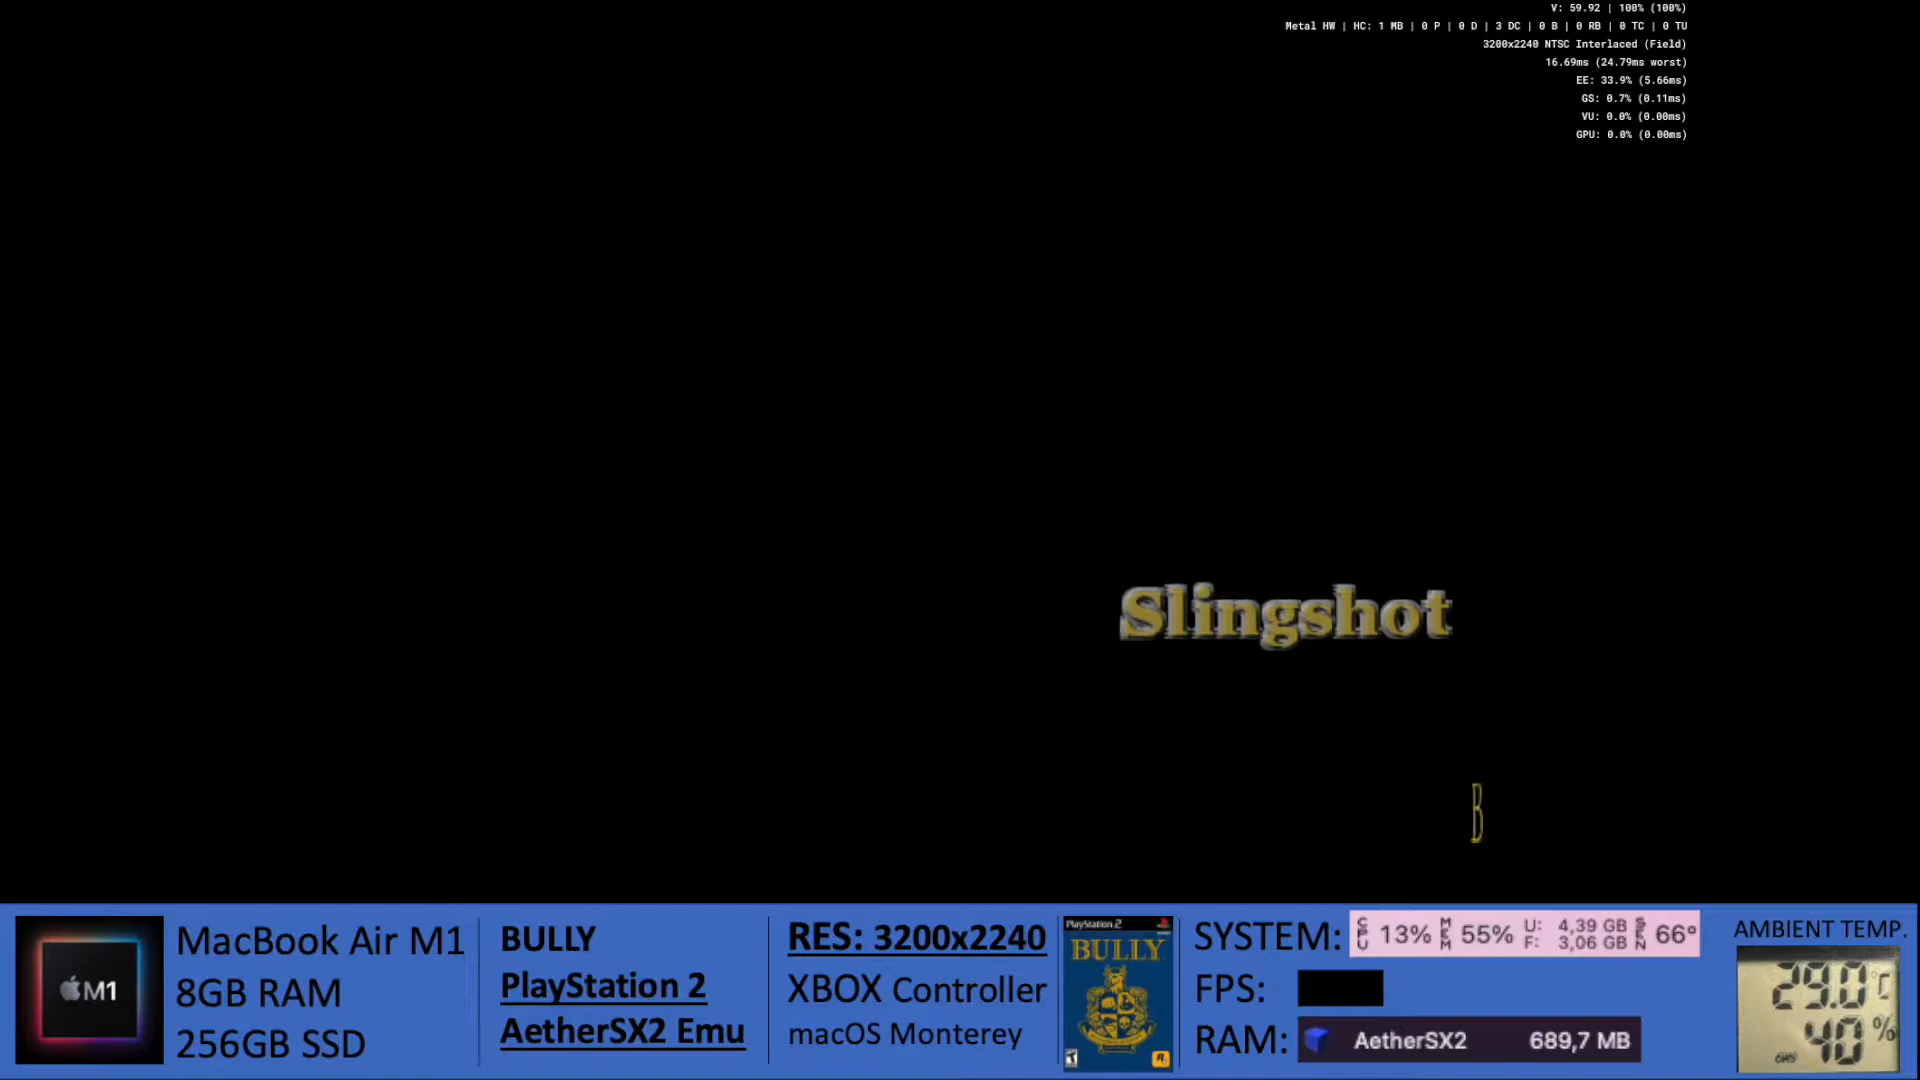 V: 59.92 | 100% (100%)
Metal HW | HC: 1 MB | 0 P | 0 D | 3 DC | 0 B | 0 RB | 0 TC | 0 TU
3200x2240 NTSC Interlaced (Field)
16.69ms (24.79ms worst)
EE: 33.9% (5.66ms)
GS: 0.7% (0.11ms)
VU: 0.0% (0.00ms)
GPU: 0.0% (0.00ms)
Slingshot
B
M1
MacBook Air M1
8GB RAM
256GB SSD
BULLY
PlayStation 2
AetherSX2 Emu
RES: 3200x2240
XBOX Controller
macOS Monterey
PlayStation 2
BULLY
T
R
SYSTEM: CPU 13% MEM 55% U: 4,39 GB F: 3,06 GB SEN 66°
FPS:
RAM: AetherSX2 689,7 MB
AMBIENT TEMP.
29.0°C
40%